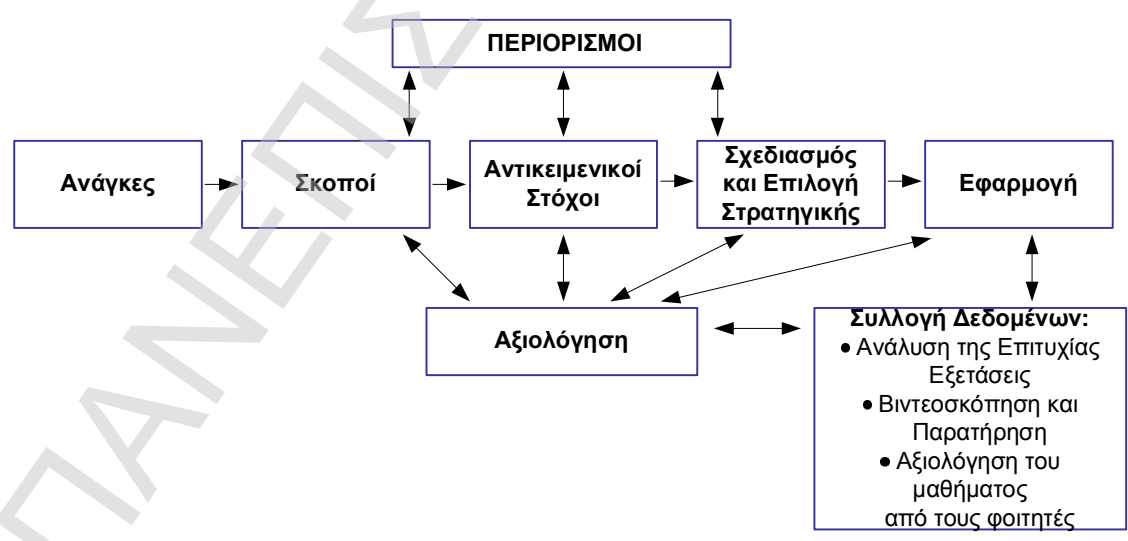 ΠΕΡΙΟΡΙΣΜΟΙ
Ανάγκες
Σκοποί
Αντικειμενικοί
Στόχοι
Σχεδιασμός
και Επιλογή
Στρατηγικής
Εφαρμογή
Αξιολόγηση
Συλλογή Δεδομένων:
• Ανάλυση της Επιτυχίας
Εξετάσεις
• Βιντεοσκόπηση και
Παρατήρηση
• Αξιολόγηση του
μαθήματος
από τους φοιτητές
ΠΑΝΕΠΙΣ